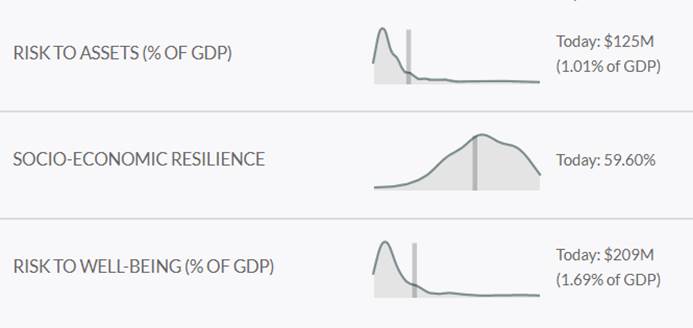 RISK TO ASSETS (% OF GDP)
Today: $125M
(1.01% of GDP)
SOCIO-ECONOMIC RESILIENCE
Today: 59.60%
RISK TO WELL-BEING (% OF GDP)
Today: $209M
(1.69% of GDP)